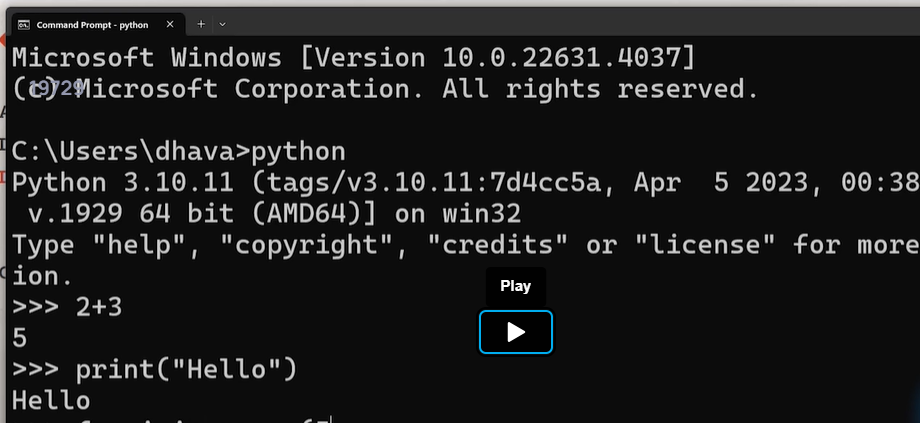 Command Prompt - python
Microsoft Windows [Version 10.0.22631.4037]
(c) Microsoft Corporation. All rights reserved.
19729
C:\Users\dhava>python
Python 3.10.11 (tags/v3.10.11:7d4cc5a, Apr  5 2023, 00:38
 v.1929 64 bit (AMD64)] on win32
Type "help", "copyright", "credits" or "license" for more
ion.
>>> 2+3
5
Play
>>> print("Hello")
Hello